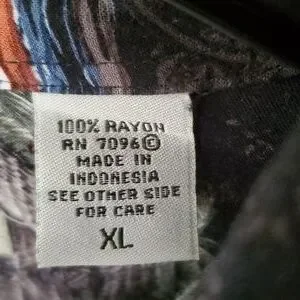 100% RAYON
RN 7096©
MADE IN
INDONESIA
SEE OTHER SIDE
FOR CARE
XL